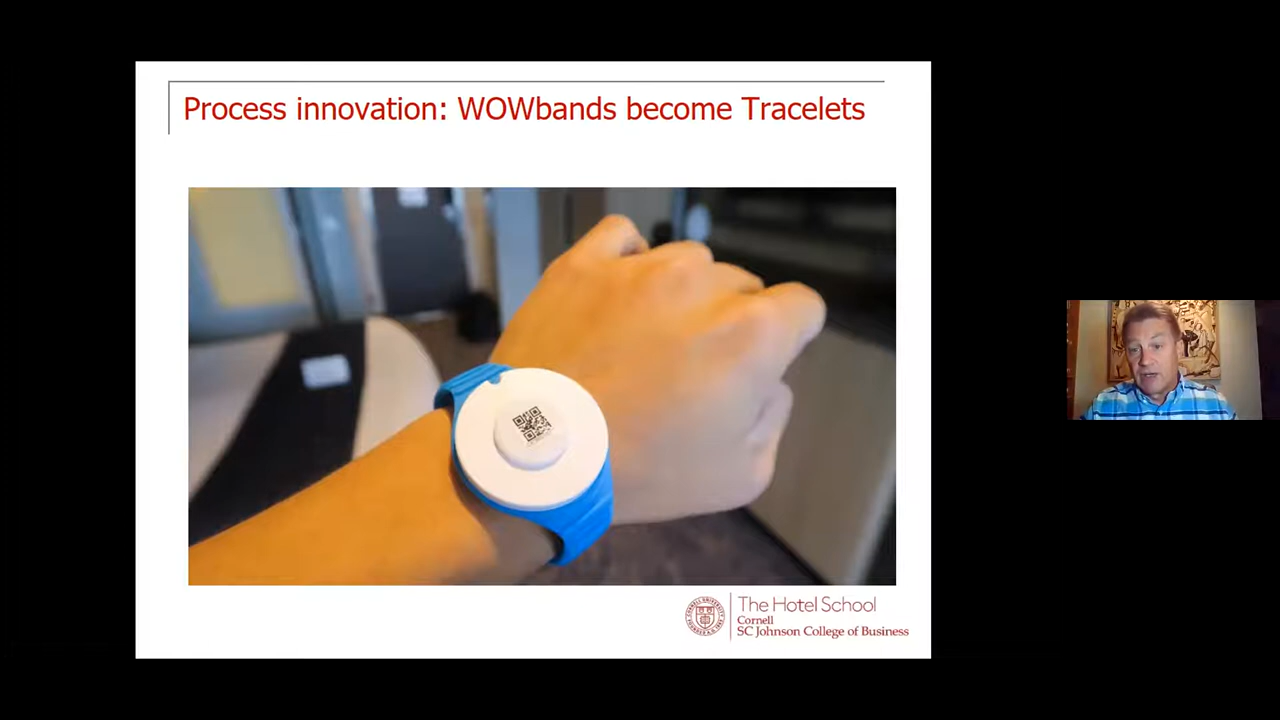 Process innovation: WOWbands become Tracelets
The Hotel School
Cornell
SC Johnson College of Business